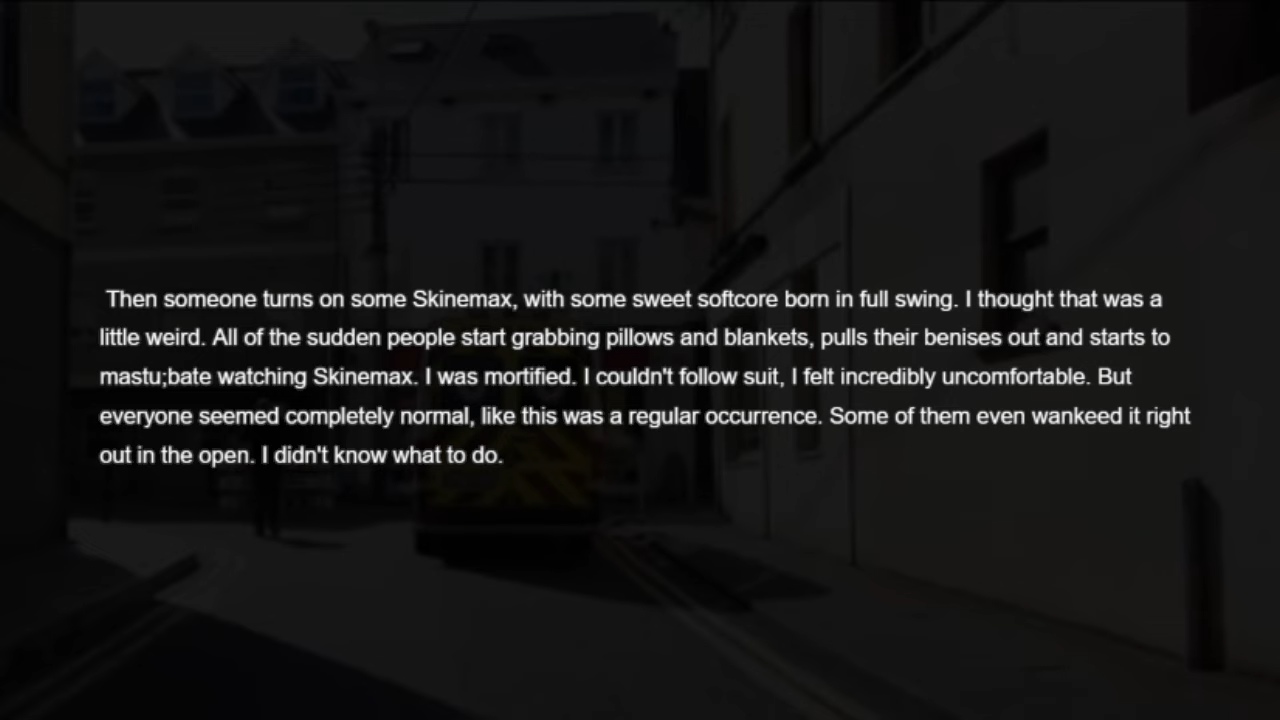 Then someone turns on some Skinemax, with some sweet softcore born in full swing. I thought that was a
little weird. All of the sudden people start grabbing pillows and blankets, pulls their benises out and starts to
mastu;bate watching Skinemax. I was mortified. I couldn't follow suit, I felt incredibly uncomfortable. But
everyone seemed completely normal, like this was a regular occurrence. Some of them even wankeed it right
out in the open. I didn't know what to do.